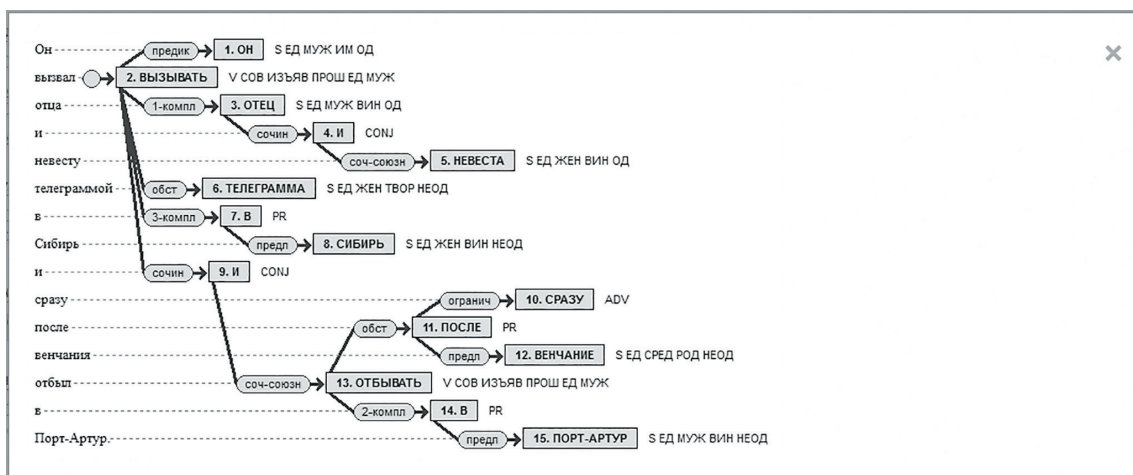 Он предик 1. ОН S ЕД МУЖ ИМ ОД
вызвал 2. ВЫЗЫВАТЬ V СОВ ИЗЪЯВ ПРОШ ЕД МУЖ
отца 1-компл 3. ОТЕЦ S ЕД МУЖ ВИН ОД
и сочин 4. И CONJ
невесту соч-союзн 5. НЕВЕСТА S ЕД ЖЕН ВИН ОД
телеграммой обст 6. ТЕЛЕГРАММА S ЕД ЖЕН ТВОР НЕОД
в 3-компл 7. В PR
Сибирь предл 8. СИБИРЬ S ЕД ЖЕН ВИН НЕОД
и сочин 9. И CONJ
сразу огранич 10. СРАЗУ ADV
после обст 11. ПОСЛЕ PR
венчания предл 12. ВЕНЧАНИЕ S ЕД СРЕД РОД НЕОД
отбыл соч-союзн 13. ОТБЫВАТЬ V СОВ ИЗЪЯВ ПРОШ ЕД МУЖ
в 2-компл 14. В PR
Порт-Артур. предл 15. ПОРТ-АРТУР S ЕД МУЖ ВИН НЕОД